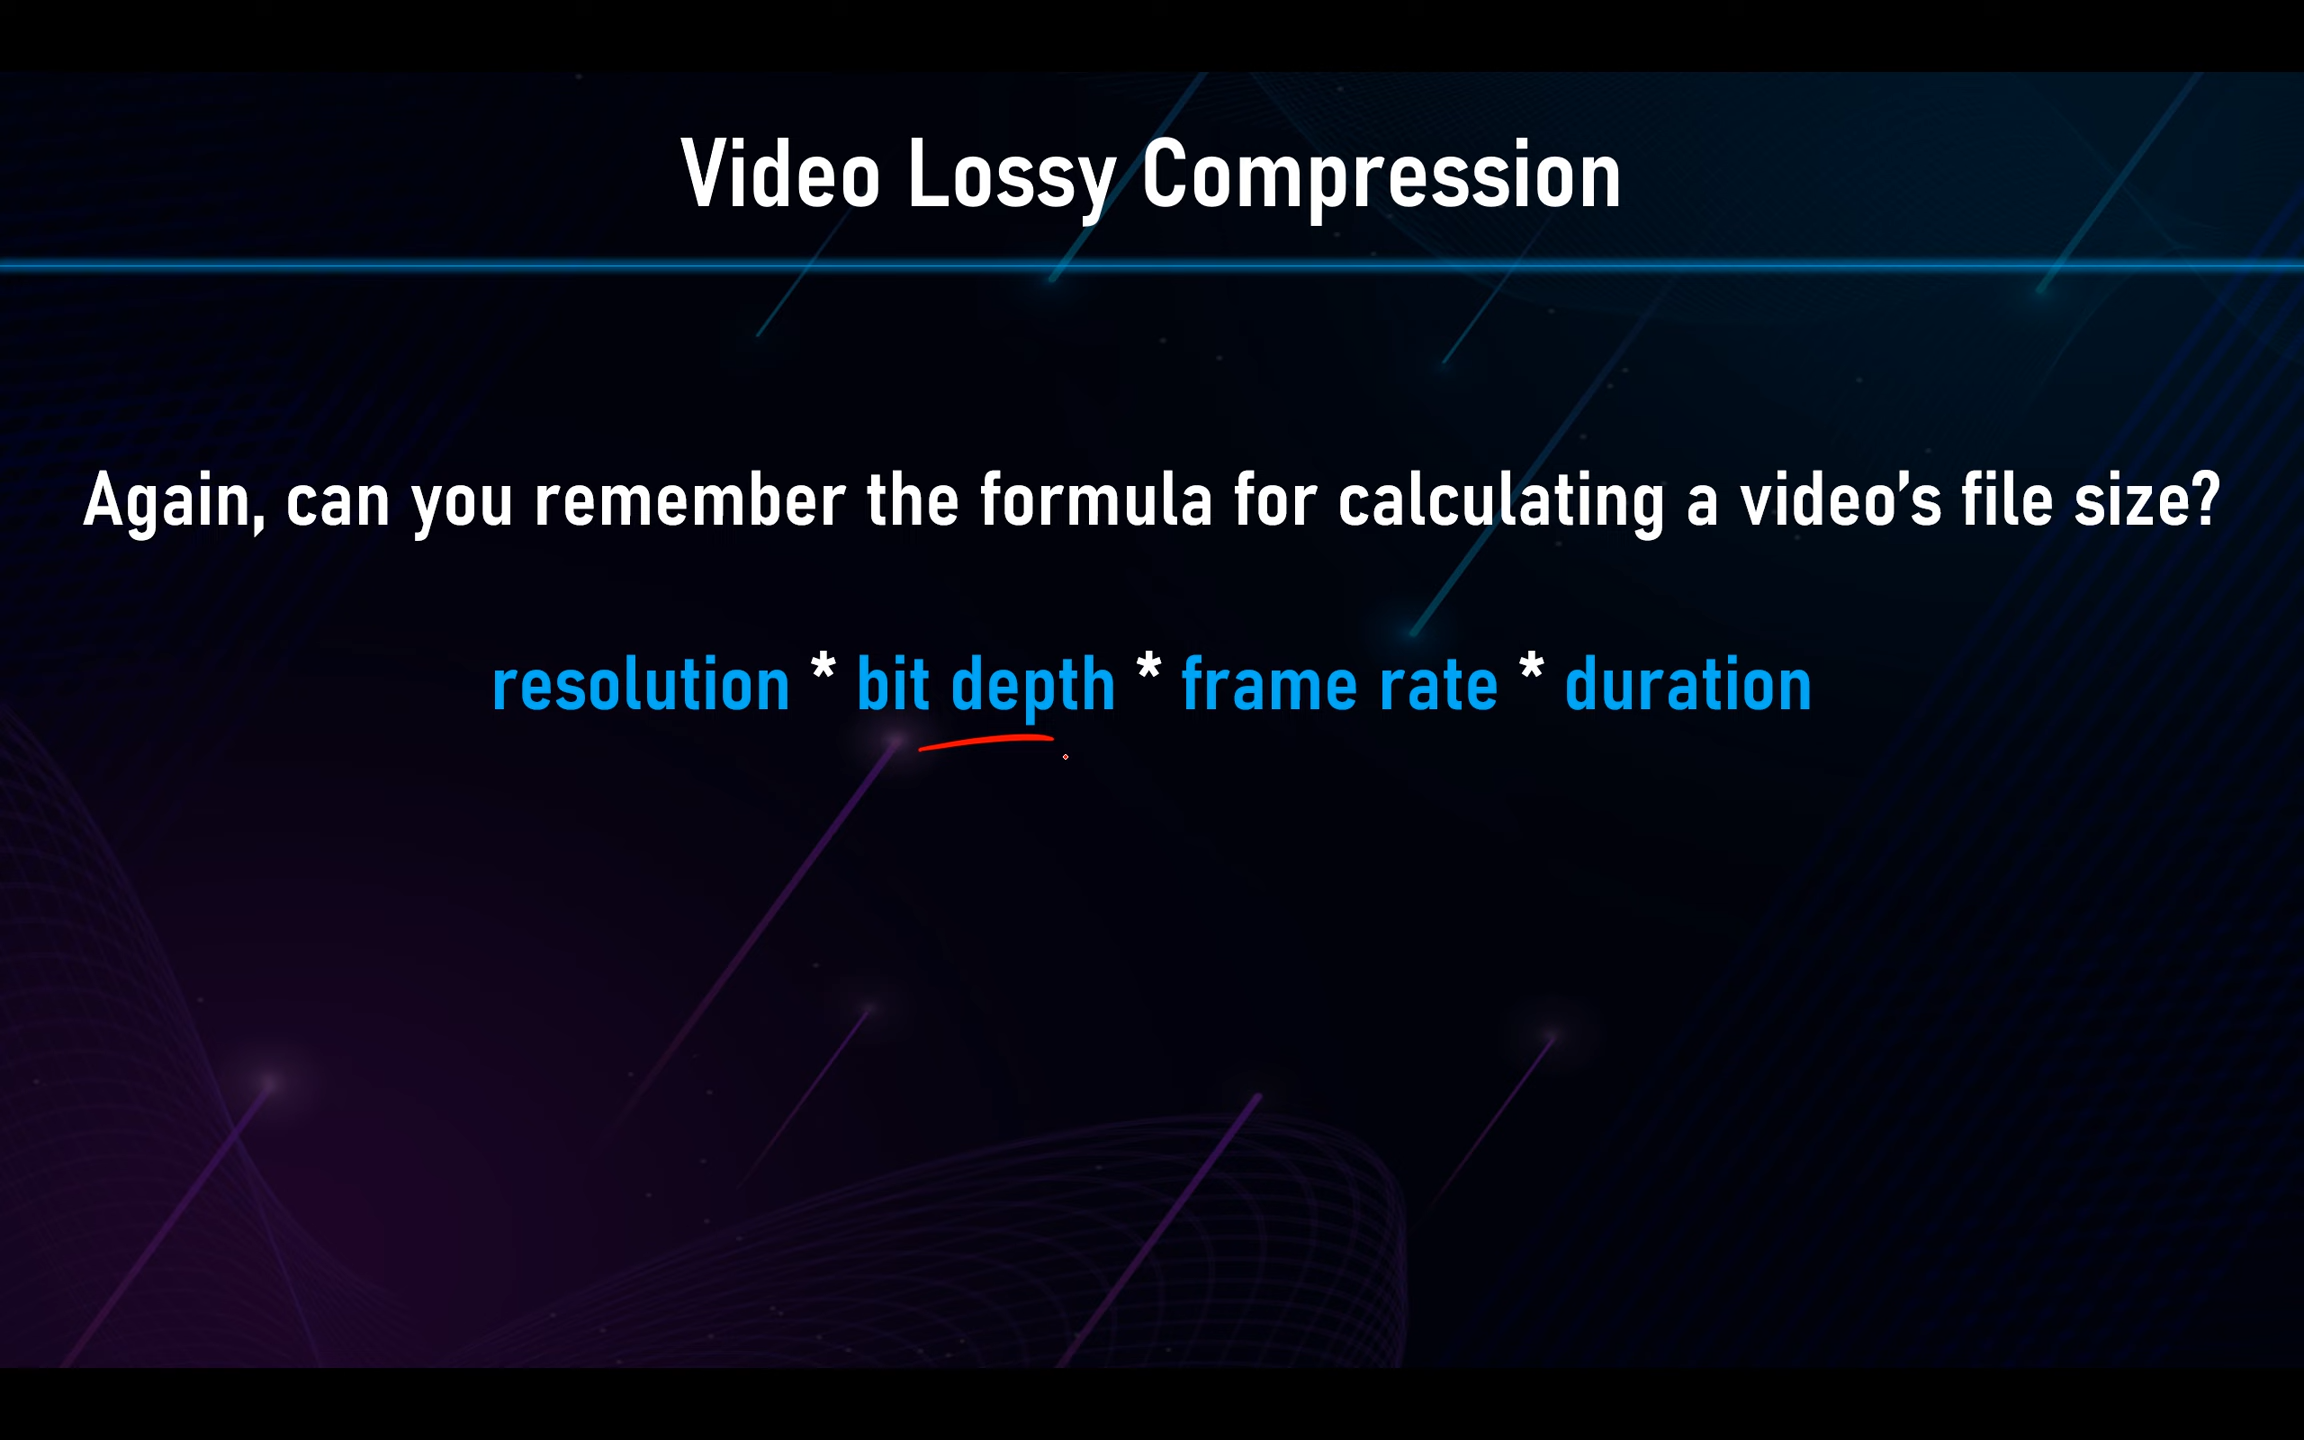 Video Lossy Compression
Again, can you remember the formula for calculating a video’s file size?
resolution * bit depth * frame rate * duration